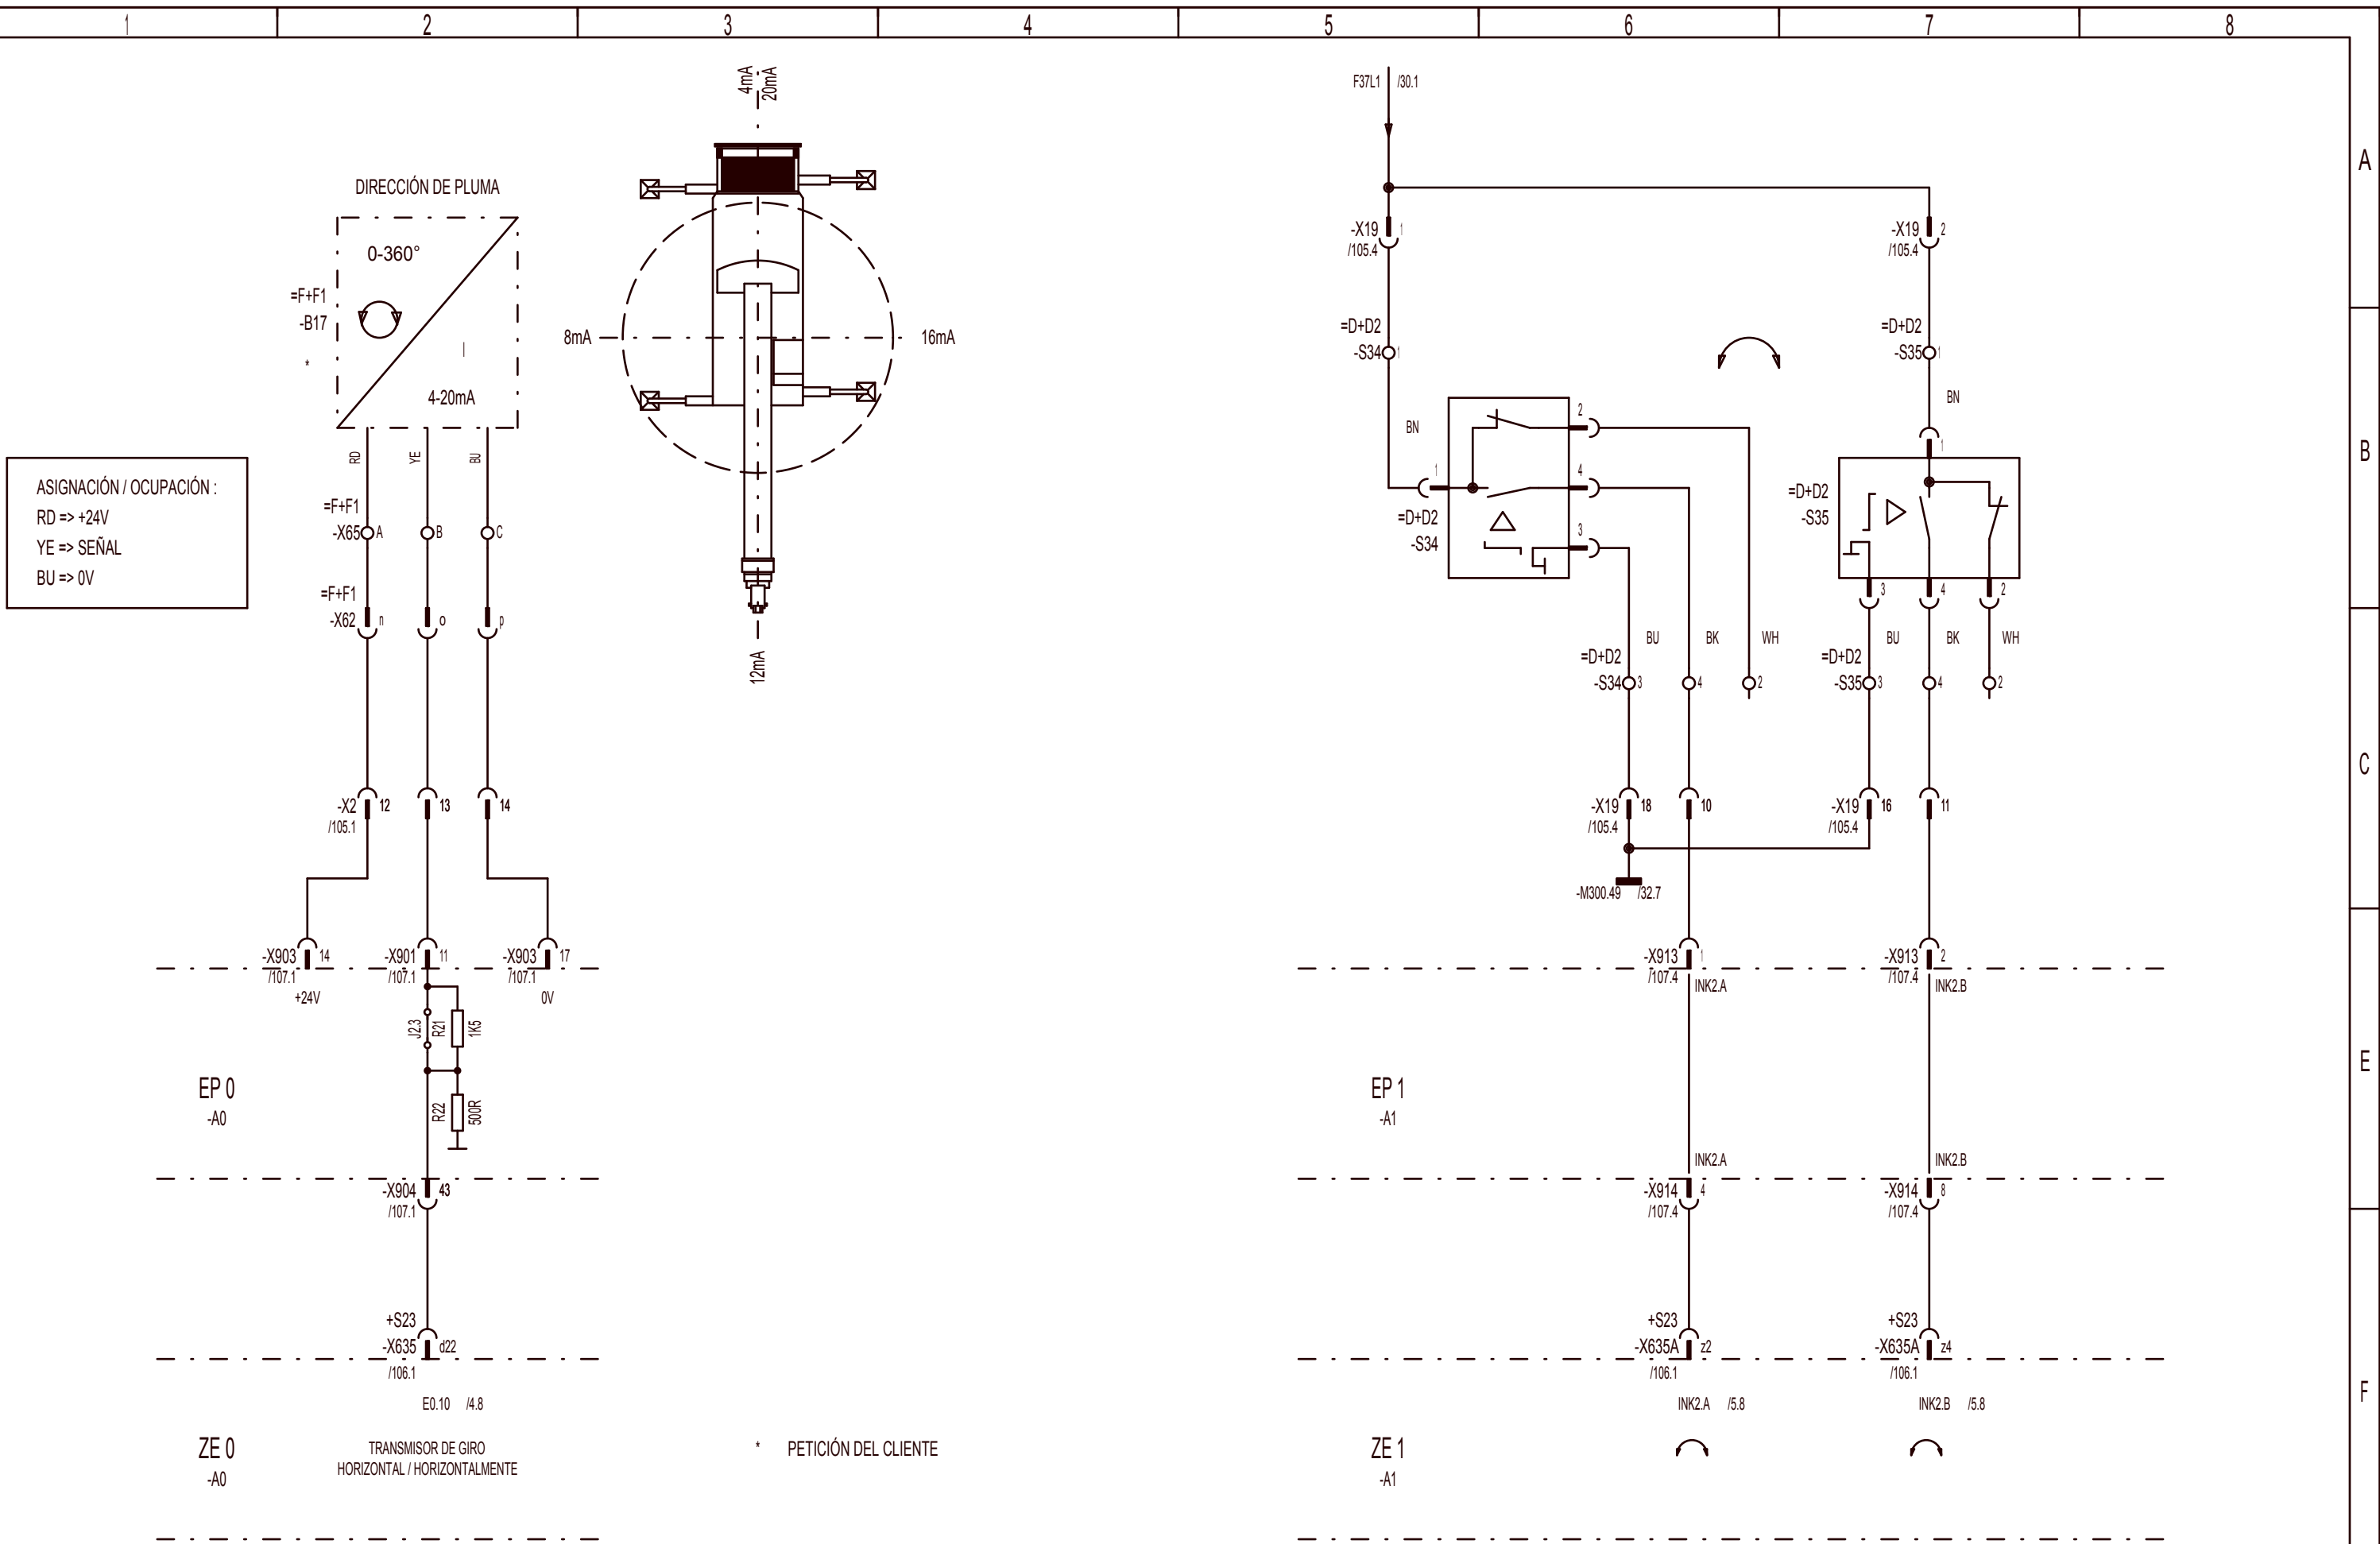 1 2 3 4 5 6 7 8
A
B
C
E
F
DIRECCIÓN DE PLUMA
0-360°
=F+F1
-B17
*
I
4-20mA
RD YE BU
ASIGNACIÓN / OCUPACIÓN :
RD => +24V
YE => SEÑAL
BU => 0V
=F+F1
-X65 A B C
=F+F1
-X62 n o p
-X2 12 13 14
/105.1
-X903 14 -X901 11 -X903 17
/107.1 /107.1 /107.1
+24V 0V
J2.3 R21 1K5
R22 500R
EP 0
-A0
-X904 43
/107.1
+S23
-X635 d22
/106.1
E0.10 /4.8
ZE 0
-A0
TRANSMISOR DE GIRO
HORIZONTAL / HORIZONTALMENTE
4mA
20mA
8mA 16mA
12mA
* PETICIÓN DEL CLIENTE
F37L1 /30.1
-X19 1 -X19 2
/105.4 /105.4
=D+D2 =D+D2
-S34 1 -S35 1
BN BN
2
1 4 1
=D+D2 3 =D+D2
-S34 -S35
3 4 2
BU BK WH BU BK WH
=D+D2 =D+D2
-S34 3 4 2 -S35 3 4 2
-X19 18 10 -X19 16 11
/105.4 /105.4
-M300.49 /32.7
-X913 1 -X913 2
/107.4 INK2.A /107.4 INK2.B
EP 1
-A1
INK2.A INK2.B
-X914 4 -X914 8
/107.4 /107.4
+S23 +S23
-X635A z2 -X635A z4
/106.1 /106.1
INK2.A /5.8 INK2.B /5.8
ZE 1
-A1